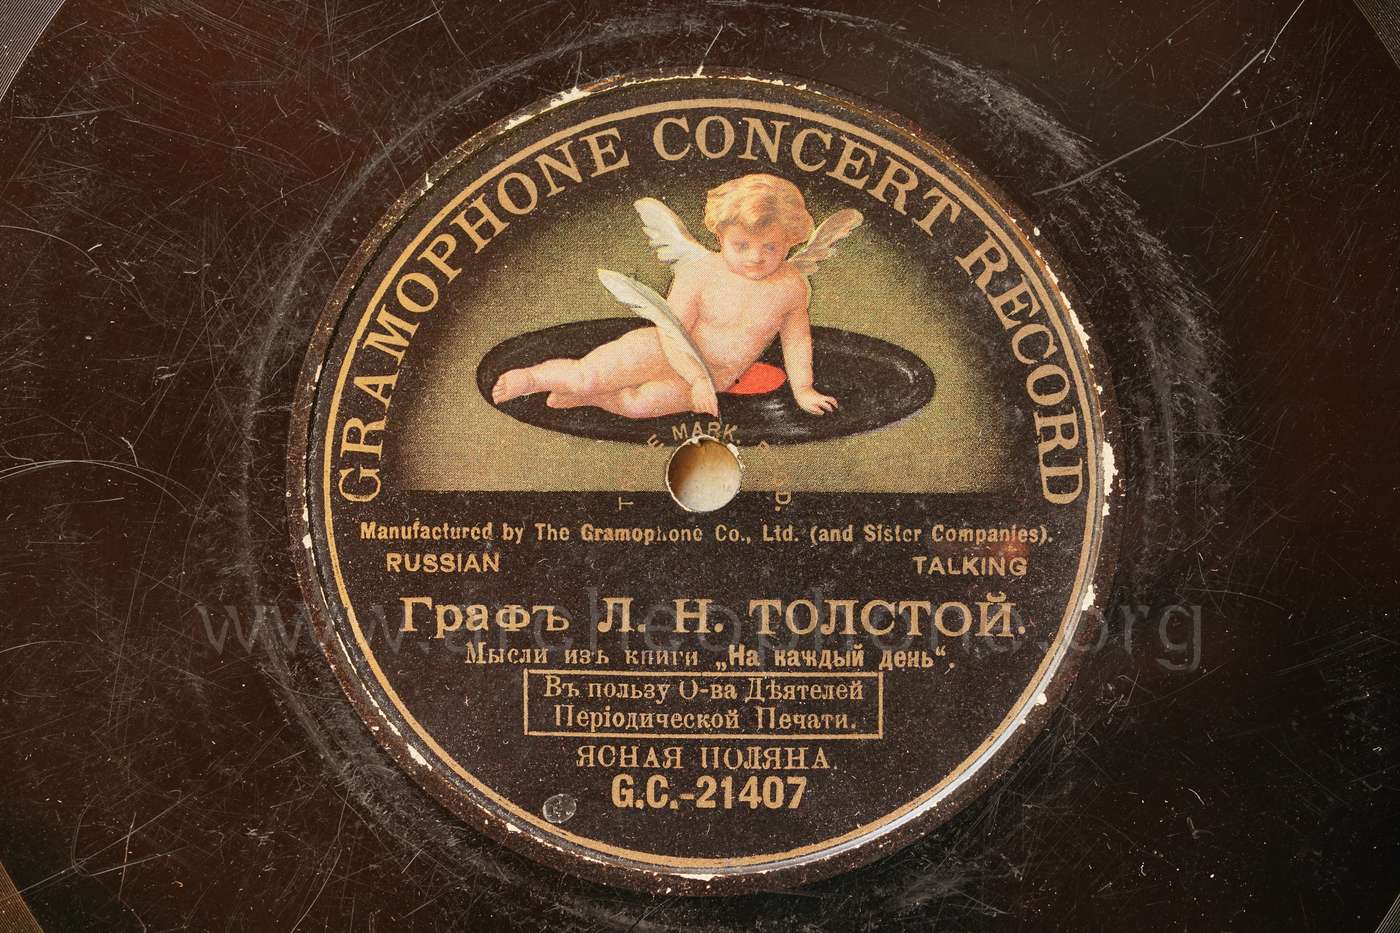 GRAMOPHONE CONCERT RECORD
MARK.
Manufactured by The Gramophone Co., Ltd. (and Sister Companies).
RUSSIAN TALKING
Графъ Л. Н. ТОЛСТОЙ.
Мысли изъ книги „На каждый день“.
Въ пользу О-ва Дѣятелей
Періодической Печати.
ЯСНАЯ ПОЛЯНА.
G.C.-21407